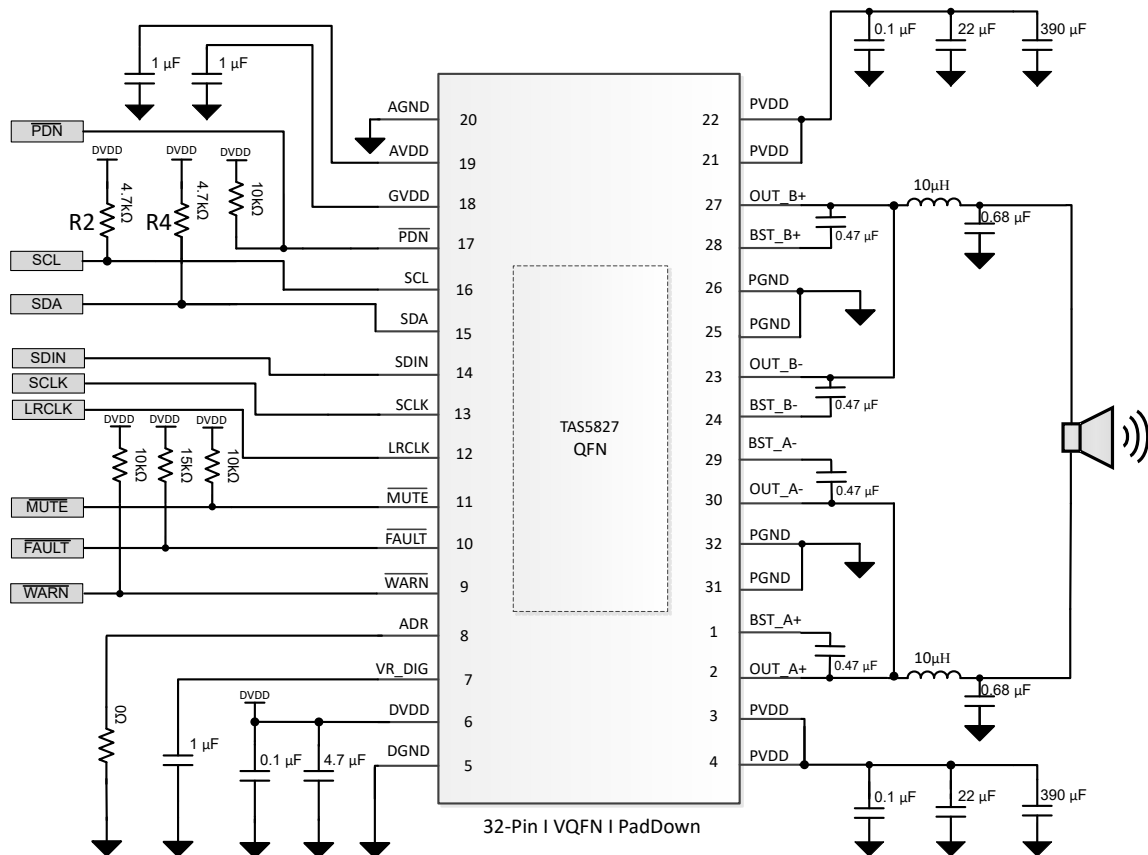 1 µF
1 µF
0.1 µF
22 µF
390 µF
PDN
SCL
SDA
SDIN
SCLK
LRCLK
MUTE
FAULT
WARN
DVDD
DVDD
DVDD
4.7kΩ
4.7kΩ
10kΩ
R2
R4
DVDD
DVDD
DVDD
10kΩ
15kΩ
10kΩ
0Ω
1 µF
DVDD
0.1 µF
4.7 µF
AGND 20
AVDD 19
GVDD 18
PDN 17
SCL 16
SDA 15
SDIN 14
SCLK 13
LRCLK 12
MUTE 11
FAULT 10
WARN 9
ADR 8
VR_DIG 7
DVDD 6
DGND 5
TAS5827
QFN
22 PVDD
21 PVDD
27 OUT_B+
28 BST_B+
26 PGND
25 PGND
23 OUT_B-
24 BST_B-
29 BST_A-
30 OUT_A-
32 PGND
31 PGND
1 BST_A+
2 OUT_A+
3 PVDD
4 PVDD
10µH
0.68 µF
0.47 µF
0.47 µF
0.47 µF
0.47 µF
10µH
0.68 µF
0.1 µF
22 µF
390 µF
32-Pin I VQFN I PadDown